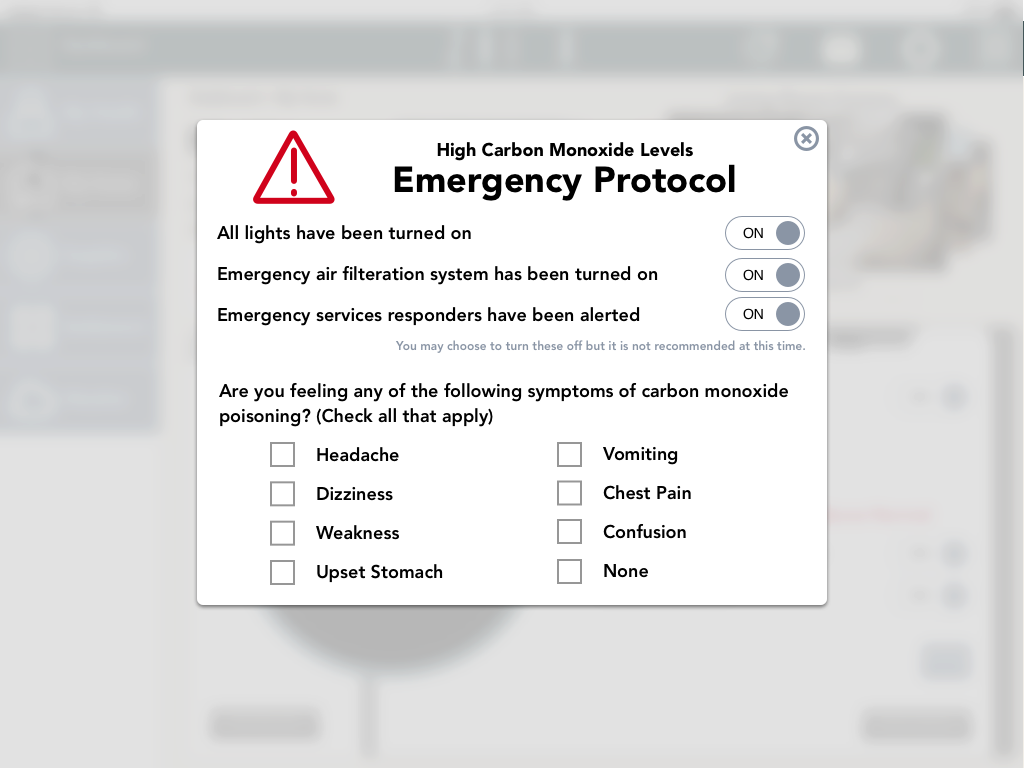 High Carbon Monoxide Levels
Emergency Protocol
All lights have been turned on
ON
Emergency air filteration system has been turned on
ON
Emergency services responders have been alerted
ON
You may choose to turn these off but it is not recommended at this time.
Are you feeling any of the following symptoms of carbon monoxide
poisoning? (Check all that apply)
Headache
Vomiting
Dizziness
Chest Pain
Weakness
Confusion
Upset Stomach
None